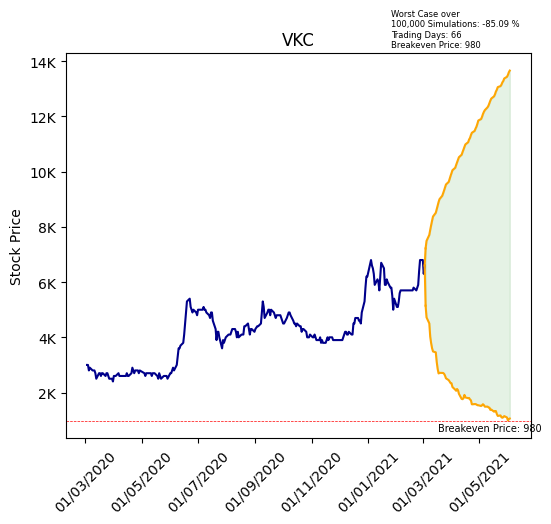 Worst Case over
100,000 Simulations: -85.09 %
Trading Days: 66
Breakeven Price: 980
VKC
Stock Price
14K
12K
10K
8K
6K
4K
2K
Breakeven Price: 980
01/03/2020
01/05/2020
01/07/2020
01/09/2020
01/11/2020
01/01/2021
01/03/2021
01/05/2021